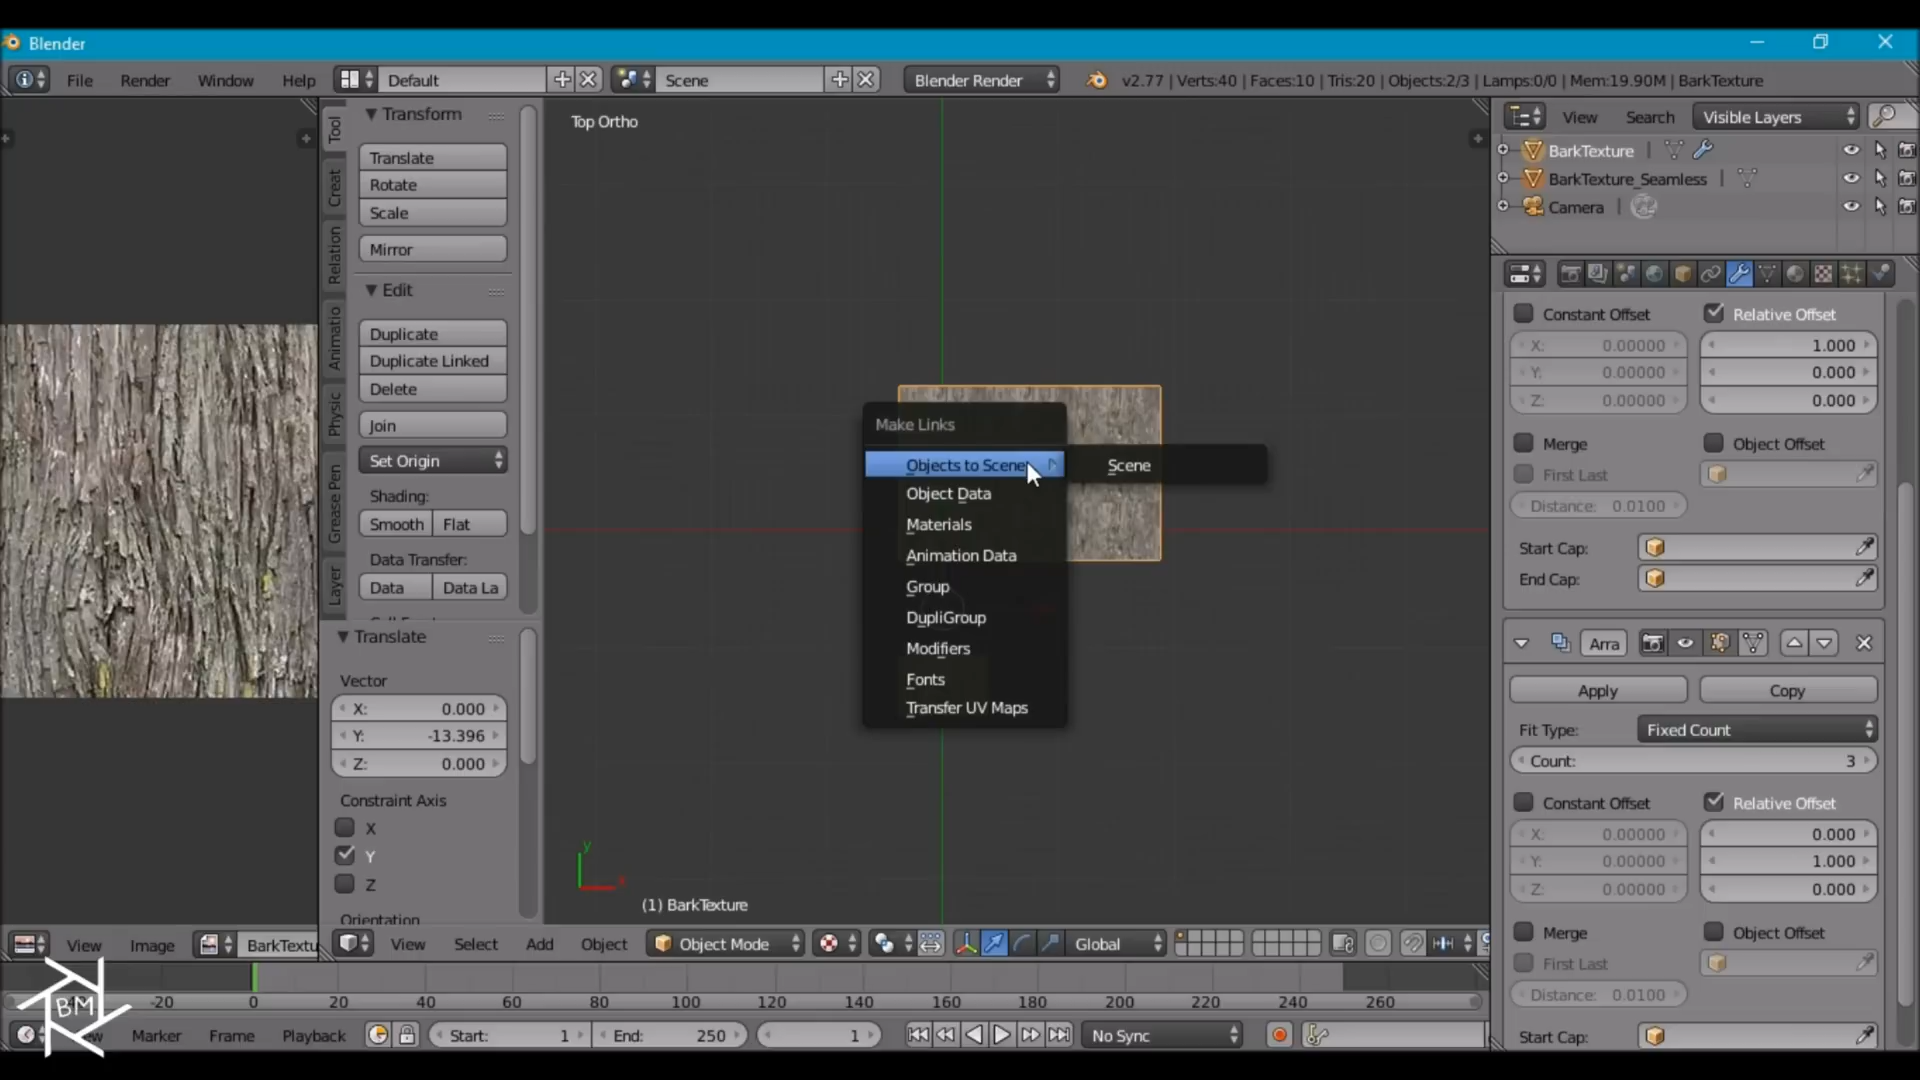 Blender
File Render Window Help Default Scene Blender Render v2.77 | Verts:40 | Faces:10 | Tris:20 | Objects:2/3 | Lamps:0/0 | Mem:19.90M | BarkTexture
Tool
Creat
Relation
Animatio
Physic
Grease Pen
Layer
Transform
Translate
Rotate
Scale
Mirror
Edit
Duplicate
Duplicate Linked
Delete
Join
Set Origin
Shading:
Smooth Flat
Data Transfer:
Data Data La
Translate
Vector
X: 0.000
Y: -13.396
Z: 0.000
Constraint Axis
X
Y
Z
Orientation
Top Ortho
Make Links
Objects to Scene
Scene
Object Data
Materials
Animation Data
Group
DupliGroup
Modifiers
Fonts
Transfer UV Maps
y
x
(1) BarkTexture
View Search Visible Layers
BarkTexture
BarkTexture_Seamless
Camera
Constant Offset Relative Offset
X: 0.00000 1.000
Y: 0.00000 0.000
Z: 0.00000 0.000
Merge Object Offset
First Last
Distance: 0.0100
Start Cap:
End Cap:
Arra
Apply Copy
Fit Type: Fixed Count
Count: 3
Constant Offset Relative Offset
X: 0.00000 0.000
Y: 0.00000 1.000
Z: 0.00000 0.000
Merge Object Offset
First Last
Distance: 0.0100
Start Cap:
View Image BarkTextu View Select Add Object Object Mode Global
-20 0 20 40 60 80 100 120 140 160 180 200 220 240 260
Marker Frame Playback Start: 1 End: 250 1 No Sync
BM